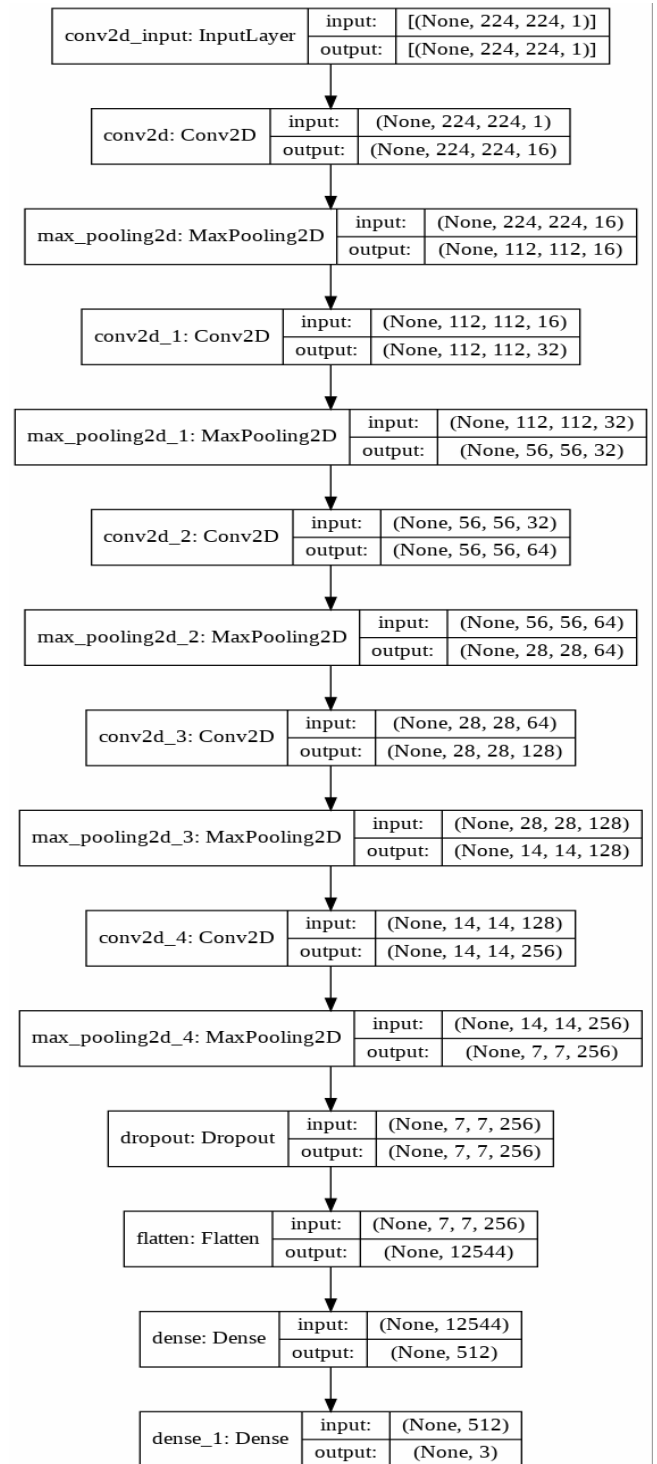 conv2d_input: InputLayer
input: [(None, 224, 224, 1)]
output: [(None, 224, 224, 1)]
conv2d: Conv2D
input: (None, 224, 224, 1)
output: (None, 224, 224, 16)
max_pooling2d: MaxPooling2D
input: (None, 224, 224, 16)
output: (None, 112, 112, 16)
conv2d_1: Conv2D
input: (None, 112, 112, 16)
output: (None, 112, 112, 32)
max_pooling2d_1: MaxPooling2D
input: (None, 112, 112, 32)
output: (None, 56, 56, 32)
conv2d_2: Conv2D
input: (None, 56, 56, 32)
output: (None, 56, 56, 64)
max_pooling2d_2: MaxPooling2D
input: (None, 56, 56, 64)
output: (None, 28, 28, 64)
conv2d_3: Conv2D
input: (None, 28, 28, 64)
output: (None, 28, 28, 128)
max_pooling2d_3: MaxPooling2D
input: (None, 28, 28, 128)
output: (None, 14, 14, 128)
conv2d_4: Conv2D
input: (None, 14, 14, 128)
output: (None, 14, 14, 256)
max_pooling2d_4: MaxPooling2D
input: (None, 14, 14, 256)
output: (None, 7, 7, 256)
dropout: Dropout
input: (None, 7, 7, 256)
output: (None, 7, 7, 256)
flatten: Flatten
input: (None, 7, 7, 256)
output: (None, 12544)
dense: Dense
input: (None, 12544)
output: (None, 512)
dense_1: Dense
input: (None, 512)
output: (None, 3)